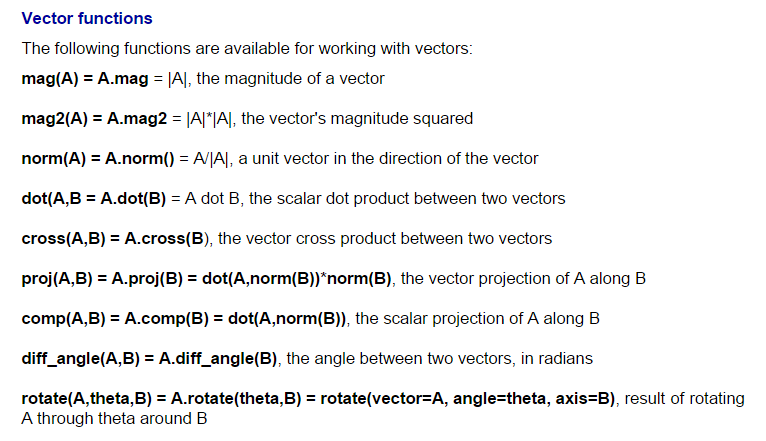 Vector functions
The following functions are available for working with vectors:
mag(A) = A.mag = |A|, the magnitude of a vector
mag2(A) = A.mag2 = |A|*|A|, the vector's magnitude squared
norm(A) = A.norm() = A/|A|, a unit vector in the direction of the vector
dot(A,B = A.dot(B) = A dot B, the scalar dot product between two vectors
cross(A,B) = A.cross(B), the vector cross product between two vectors
proj(A,B) = A.proj(B) = dot(A,norm(B))*norm(B), the vector projection of A along B
comp(A,B) = A.comp(B) = dot(A,norm(B)), the scalar projection of A along B
diff_angle(A,B) = A.diff_angle(B), the angle between two vectors, in radians
rotate(A,theta,B) = A.rotate(theta,B) = rotate(vector=A, angle=theta, axis=B), result of rotating
A through theta around B